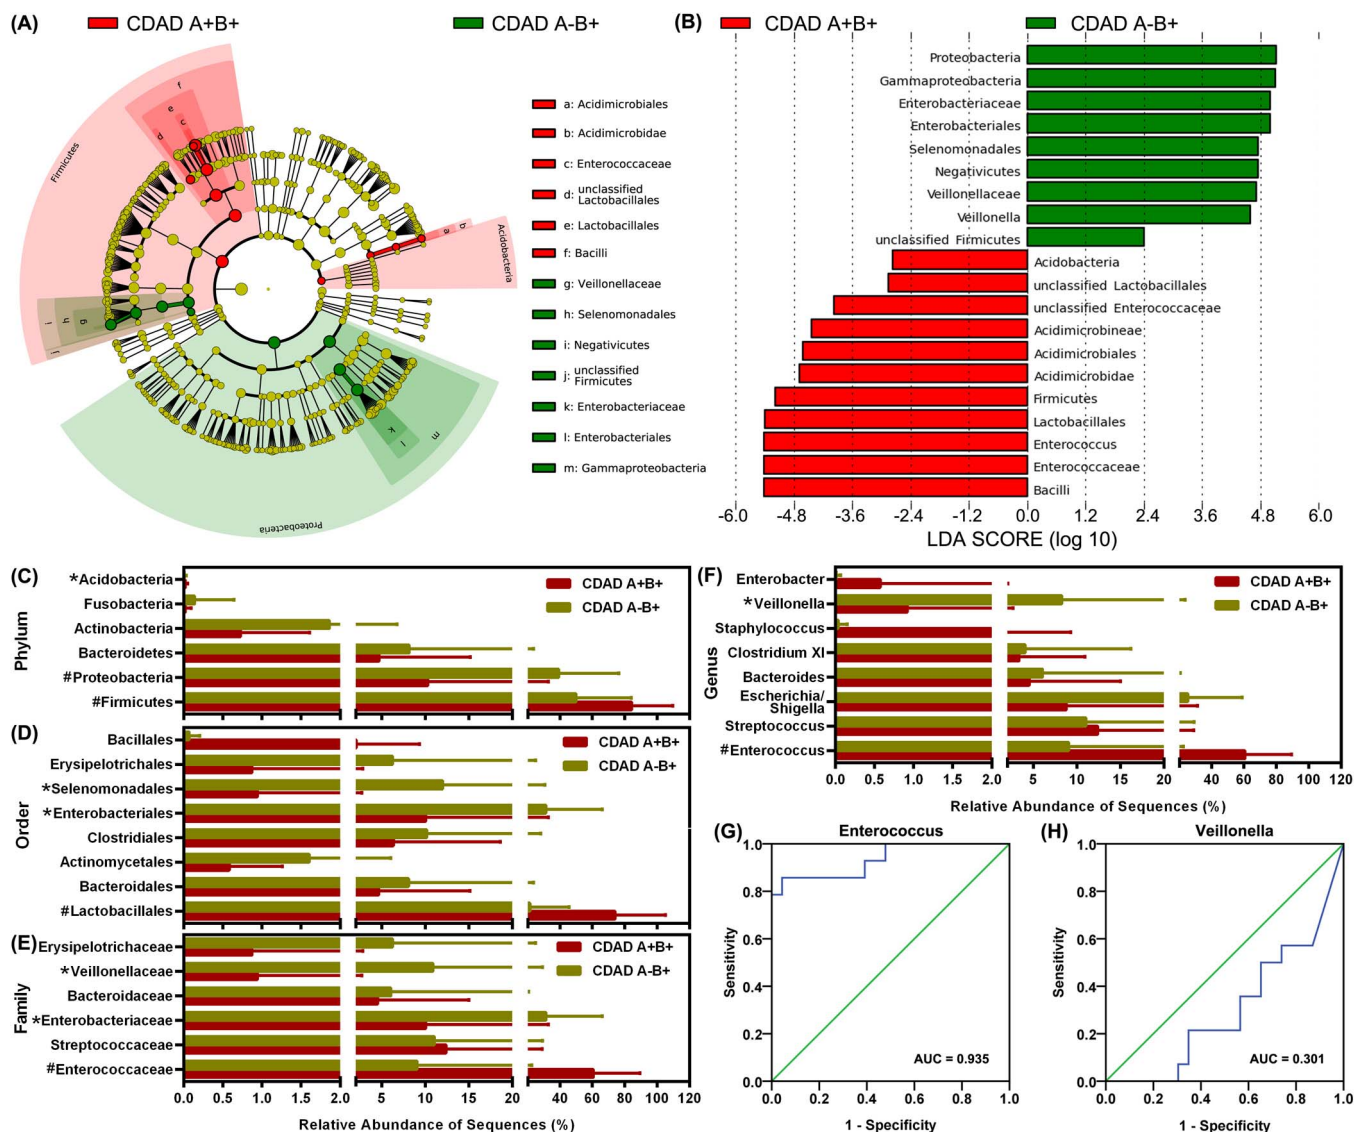 (A)
CDAD A+B+
CDAD A-B+
Firmicutes
Acidobacteria
Proteobacteria
f
e
c
d
b
a
i
h
g
j
k
l
m
a: Acidimicrobiales
b: Acidimicrobidae
c: Enterococcaceae
d: unclassified
Lactobacillales
e: Lactobacillales
f: Bacilli
g: Veillonellaceae
h: Selenomonadales
i: Negativicutes
j: unclassified
Firmicutes
k: Enterobacteriaceae
l: Enterobacteriales
m: Gammaproteobacteria
(B)
CDAD A+B+
CDAD A-B+
Proteobacteria
Gammaproteobacteria
Enterobacteriaceae
Enterobacteriales
Selenomonadales
Negativicutes
Veillonellaceae
Veillonella
unclassified Firmicutes
Acidobacteria
unclassified Lactobacillales
unclassified Enterococcaceae
Acidimicrobineae
Acidimicrobiales
Acidimicrobidae
Firmicutes
Lactobacillales
Enterococcus
Enterococcaceae
Bacilli
-6.0 -4.8 -3.6 -2.4 -1.2 0.0 1.2 2.4 3.6 4.8 6.0
LDA SCORE (log 10)
(C)
Phylum
*Acidobacteria
Fusobacteria
Actinobacteria
Bacteroidetes
#Proteobacteria
#Firmicutes
CDAD A+B+
CDAD A-B+
(D)
Order
Bacillales
Erysipelotrichales
*Selenomonadales
*Enterobacteriales
Clostridiales
Actinomycetales
Bacteroidales
#Lactobacillales
CDAD A+B+
CDAD A-B+
(E)
Family
Erysipelotrichaceae
*Veillonellaceae
Bacteroidaceae
*Enterobacteriaceae
Streptococcaceae
#Enterococcaceae
CDAD A+B+
CDAD A-B+
0.0 0.5 1.0 1.5 2.0 5 10 15 20 40 60 80 100 120
Relative Abundance of Sequences (%)
(F)
Genus
Enterobacter
*Veillonella
Staphylococcus
Clostridium XI
Bacteroides
Escherichia/
Shigella
Streptococcus
#Enterococcus
CDAD A+B+
CDAD A-B+
0.0 0.5 1.0 1.5 2.0 5 10 15 20 40 60 80 100 120
Relative Abundance of Sequences (%)
(G)
Enterococcus
Sensitivity
1.0
0.8
0.6
0.4
0.2
0.0
AUC = 0.935
0.0 0.2 0.4 0.6 0.8 1.0
1 - Specificity
(H)
Veillonella
Sensitivity
1.0
0.8
0.6
0.4
0.2
0.0
AUC = 0.301
0.0 0.2 0.4 0.6 0.8 1.0
1 - Specificity